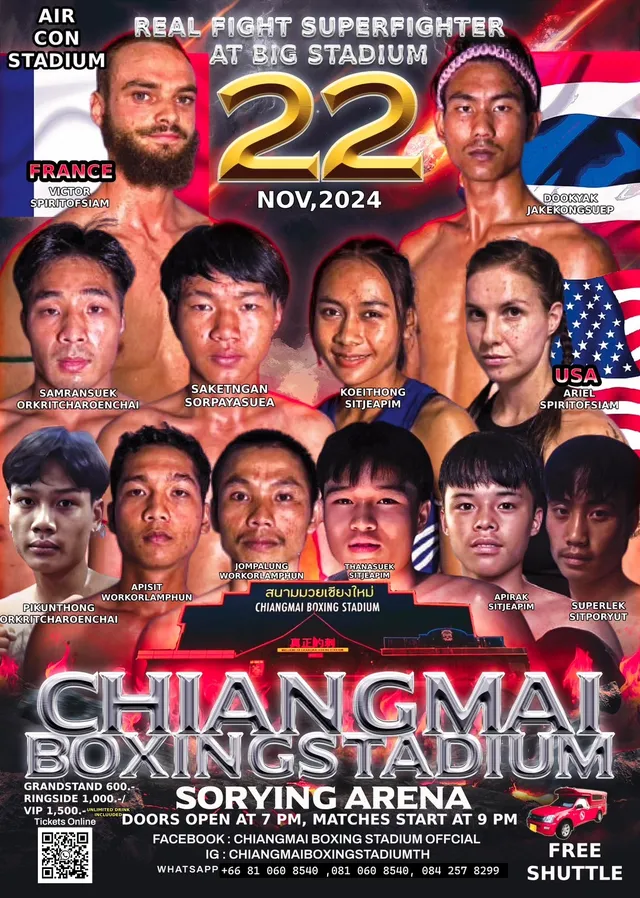 AIR
CON
STADIUM
REAL FIGHT SUPERFIGHTER
AT BIG STADIUM
22
NOV,2024
FRANCE
VICTOR
SPIRITOFSIAM
DOOKYAK
JAKEKONGSUEP
SAMRANSUEK
ORKRITCHAROENCHAI
SAKETNGAN
SORPAYASUEA
KOEITHONG
SITJEAPIM
USA
ARIEL
SPIRITOFSIAM
PIKUNTHONG
ORKRITCHAROENCHAI
APISIT
WORKORLAMPHUN
JOMPALUNG
WORKORLAMPHUN
THANASUEK
SITJEAPIM
APIRAK
SITJEAPIM
SUPERLEK
SITPORYUT
สนามมวยเชียงใหม่
CHIANGMAI BOXING STADIUM
CHIANGMAI
BOXINGSTADIUM
GRANDSTAND 600.-
RINGSIDE 1,000.-/
VIP 1,500.- UNLIMITED DRINK
INCLUUDED
Tickets Online
SORYING ARENA
DOORS OPEN AT 7 PM, MATCHES START AT 9 PM
FACEBOOK : CHIANGMAI BOXING STADIUM OFFCIAL
IG : CHIANGMAIBOXINGSTADIUMTH
WHATSAPP +66 81 060 8540 ,081 060 8540, 084 257 8299
FREE
SHUTTLE